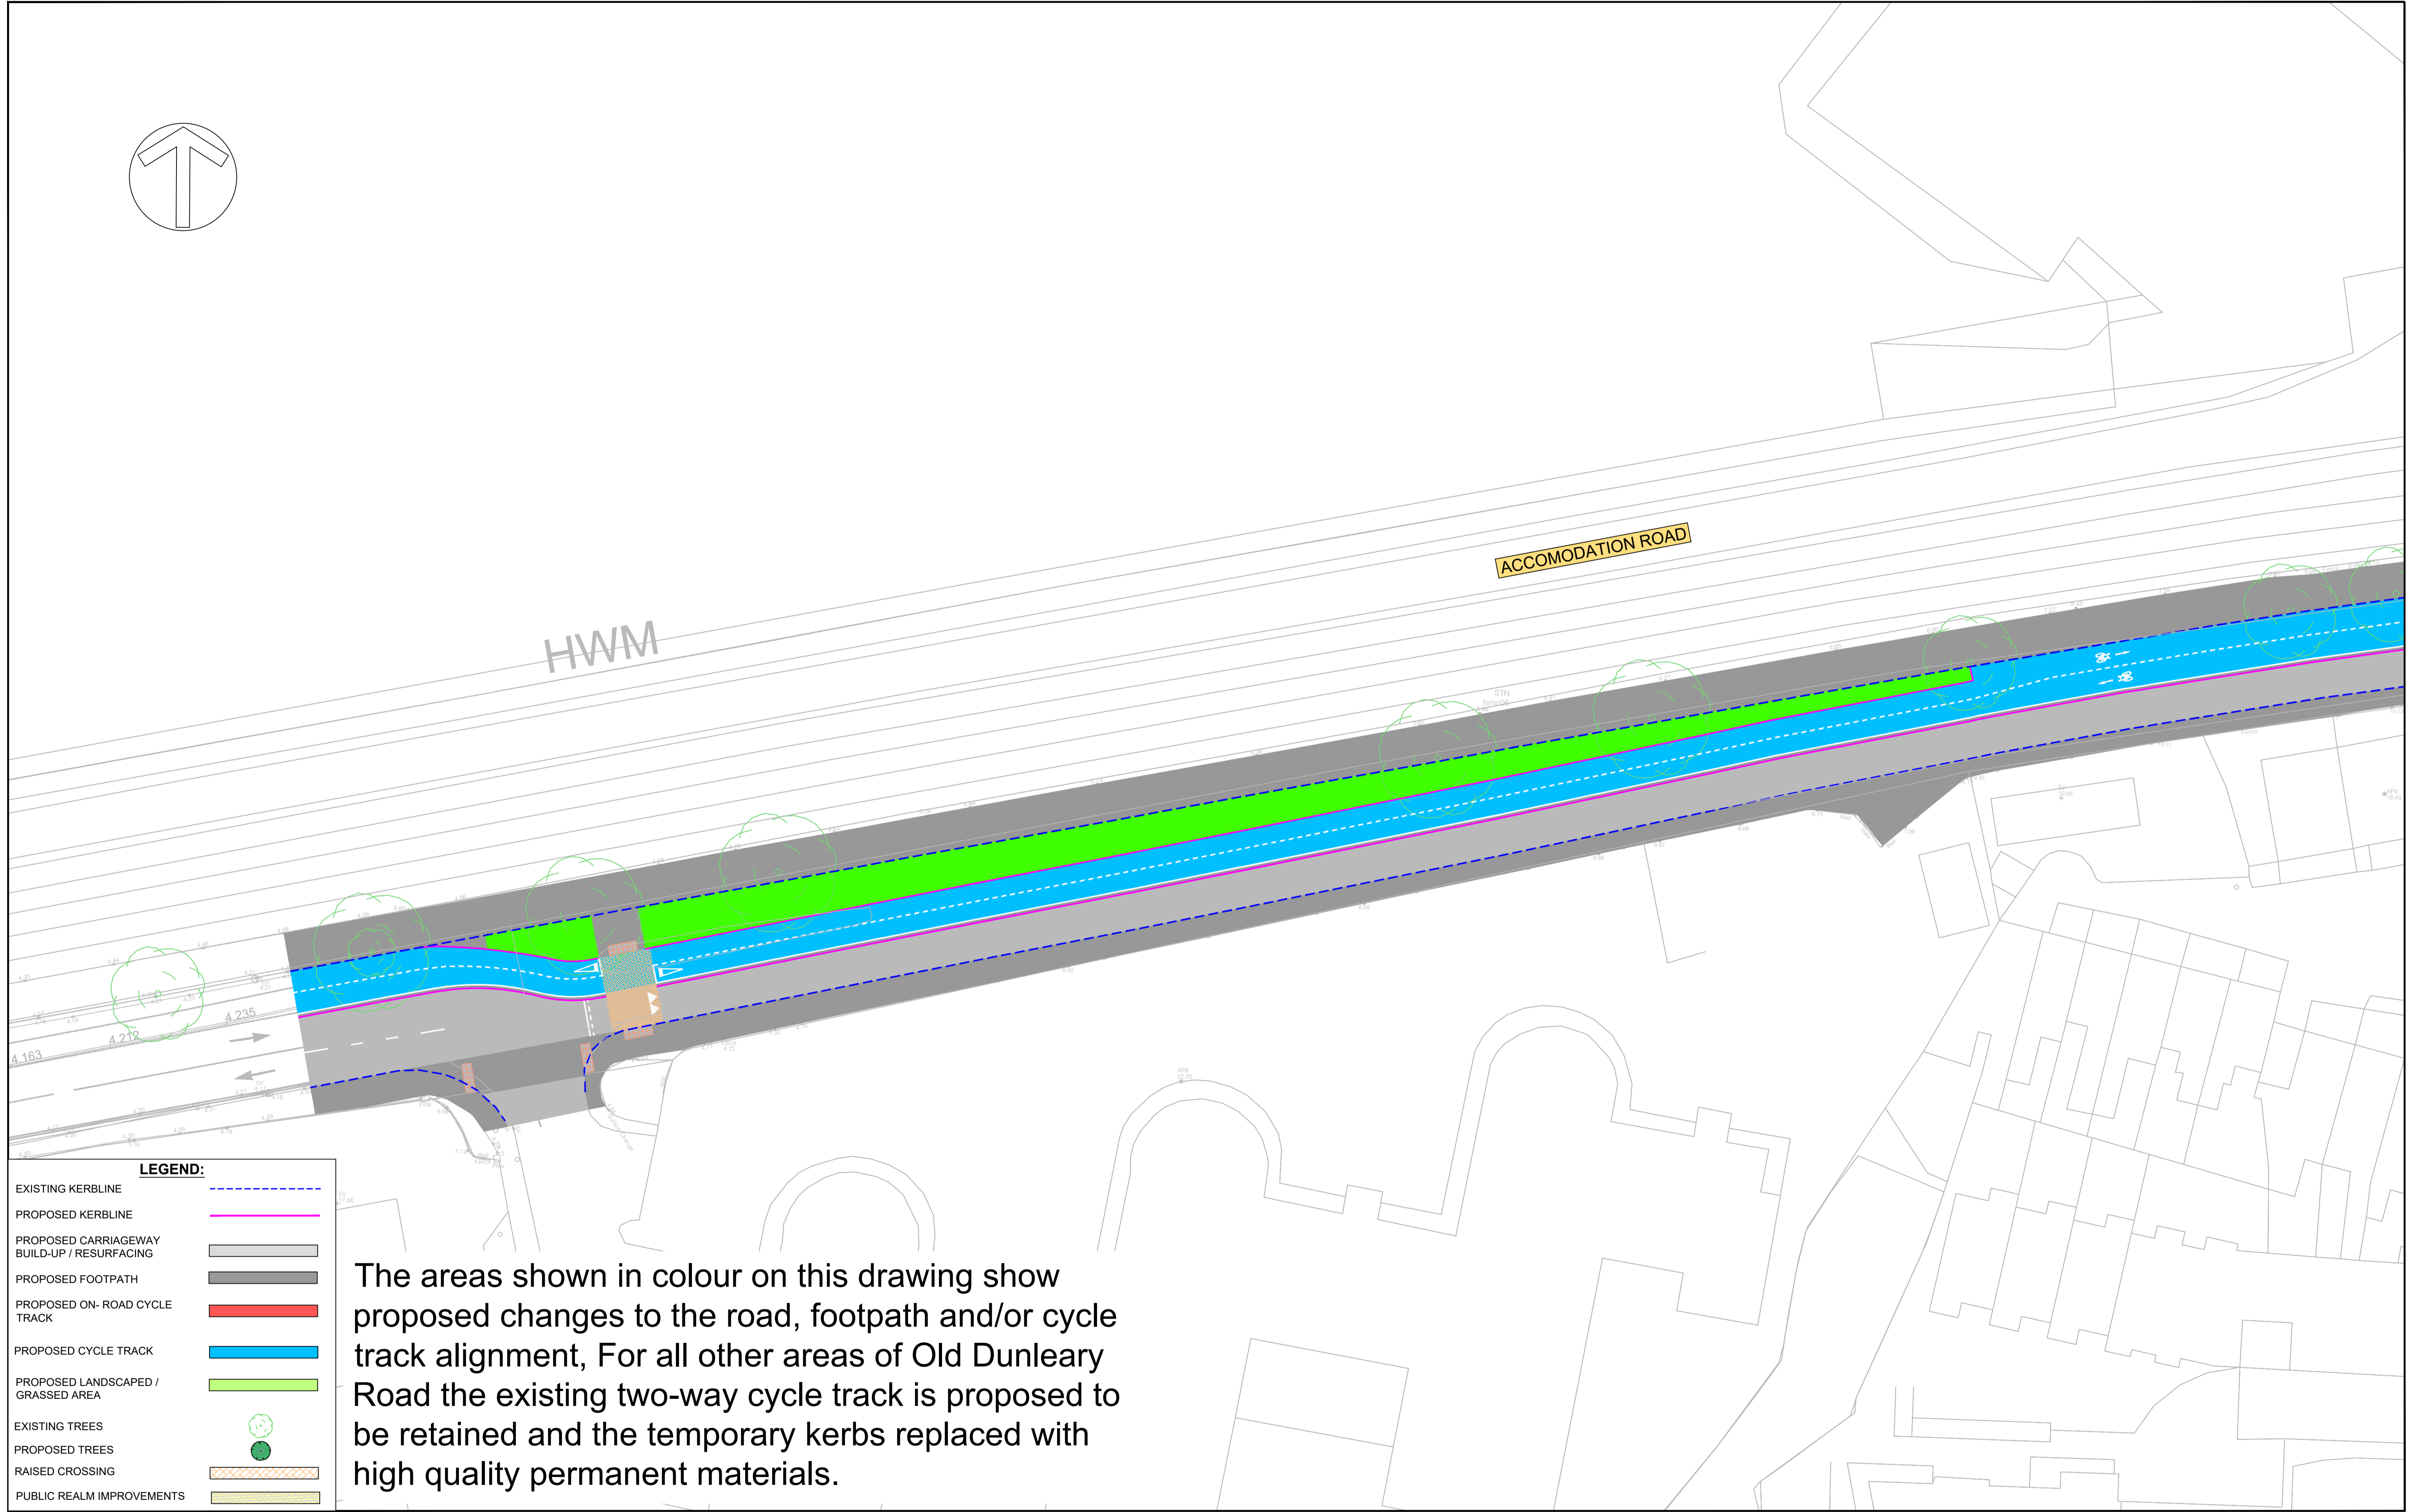 ACCOMODATION ROAD
HWM
STN
4.235
4.212
4.163
LEGEND:
EXISTING KERBLINE
PROPOSED KERBLINE
PROPOSED CARRIAGEWAY
BUILD-UP / RESURFACING
PROPOSED FOOTPATH
PROPOSED ON- ROAD CYCLE
TRACK
PROPOSED CYCLE TRACK
PROPOSED LANDSCAPED /
GRASSED AREA
EXISTING TREES
PROPOSED TREES
RAISED CROSSING
PUBLIC REALM IMPROVEMENTS
The areas shown in colour on this drawing show
proposed changes to the road, footpath and/or cycle
track alignment, For all other areas of Old Dunleary
Road the existing two-way cycle track is proposed to
be retained and the temporary kerbs replaced with
high quality permanent materials.